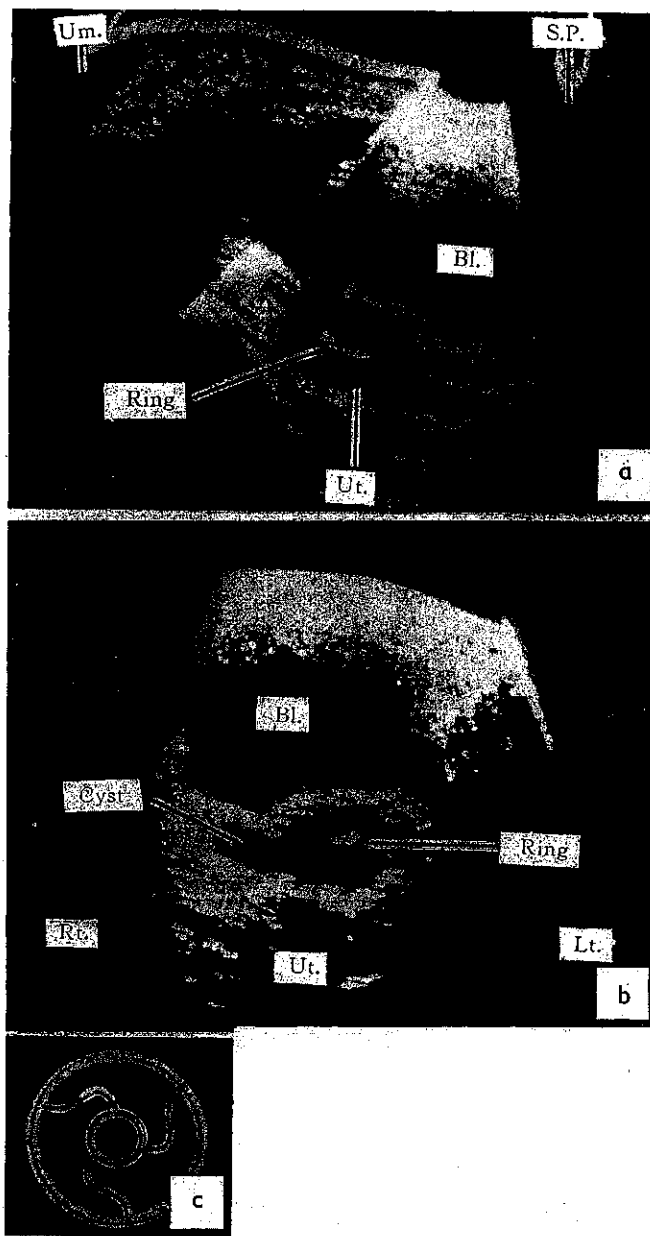 Um.
S.P.
Bl.
Ring
Ut.
a
Bl.
Cyst
Ring
Rt.
Ut.
Lt.
b
c